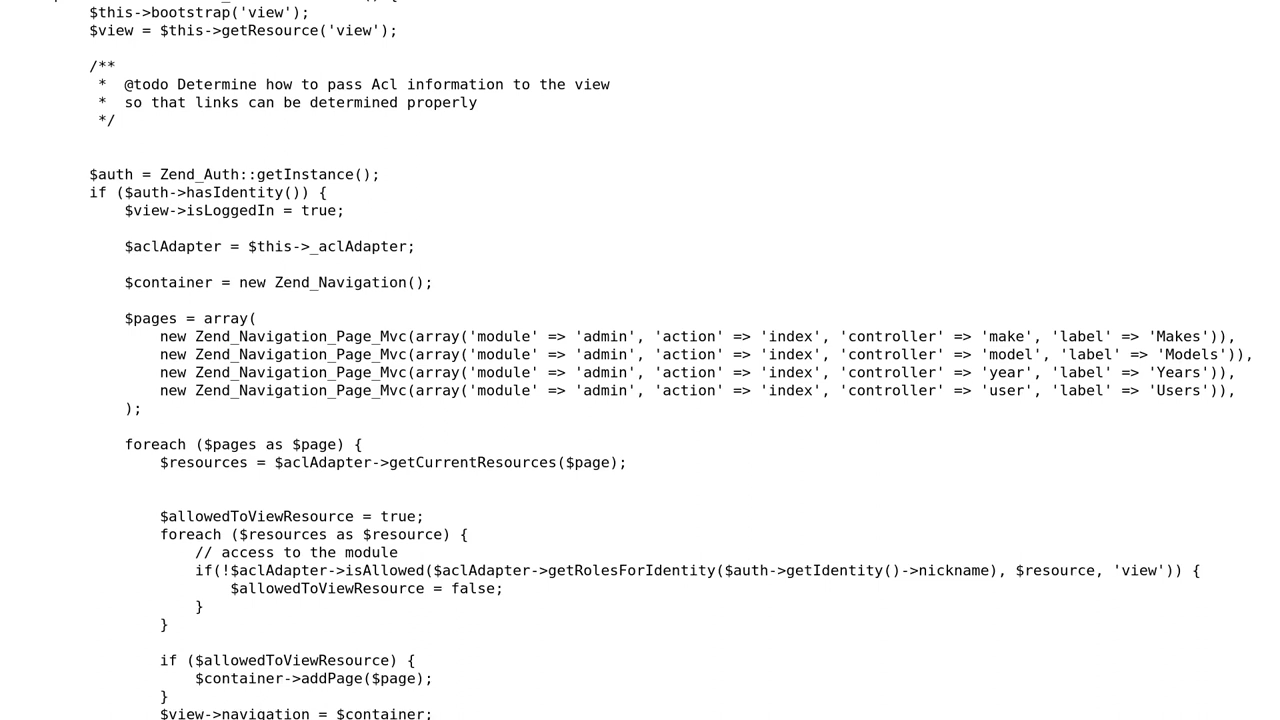 $this->bootstrap('view');
$view = $this->getResource('view');
/**
* @todo Determine how to pass Acl information to the view
* so that links can be determined properly
*/
$auth = Zend_Auth::getInstance();
if ($auth->hasIdentity()) {
$view->isLoggedIn = true;
$aclAdapter = $this->_aclAdapter;
$container = new Zend_Navigation();
$pages = array(
new Zend_Navigation_Page_Mvc(array('module' => 'admin', 'action' => 'index', 'controller' => 'make', 'label' => 'Makes')),
new Zend_Navigation_Page_Mvc(array('module' => 'admin', 'action' => 'index', 'controller' => 'model', 'label' => 'Models')),
new Zend_Navigation_Page_Mvc(array('module' => 'admin', 'action' => 'index', 'controller' => 'year', 'label' => 'Years')),
new Zend_Navigation_Page_Mvc(array('module' => 'admin', 'action' => 'index', 'controller' => 'user', 'label' => 'Users')),
);
foreach ($pages as $page) {
$resources = $aclAdapter->getCurrentResources($page);
$allowedToViewResource = true;
foreach ($resources as $resource) {
// access to the module
if(!$aclAdapter->isAllowed($aclAdapter->getRolesForIdentity($auth->getIdentity()->nickname), $resource, 'view')) {
$allowedToViewResource = false;
}
}
if ($allowedToViewResource) {
$container->addPage($page);
}
$view->navigation = $container;